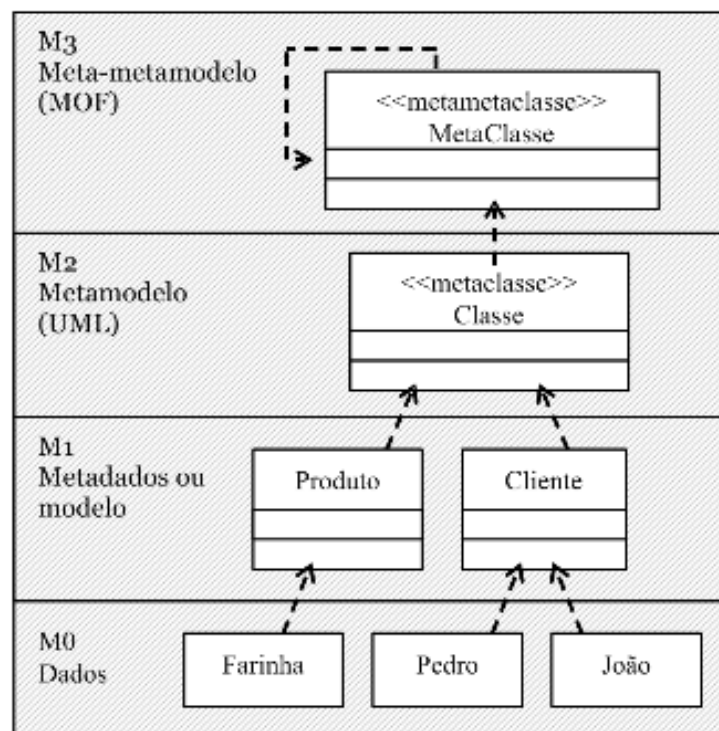 M3
Meta-metamodelo
(MOF)
<<metametaclasse>>
MetaClasse
M2
Metamodelo
(UML)
<<metaclasse>>
Classe
M1
Metadados ou
modelo
Produto
Cliente
M0
Dados
Farinha
Pedro
João